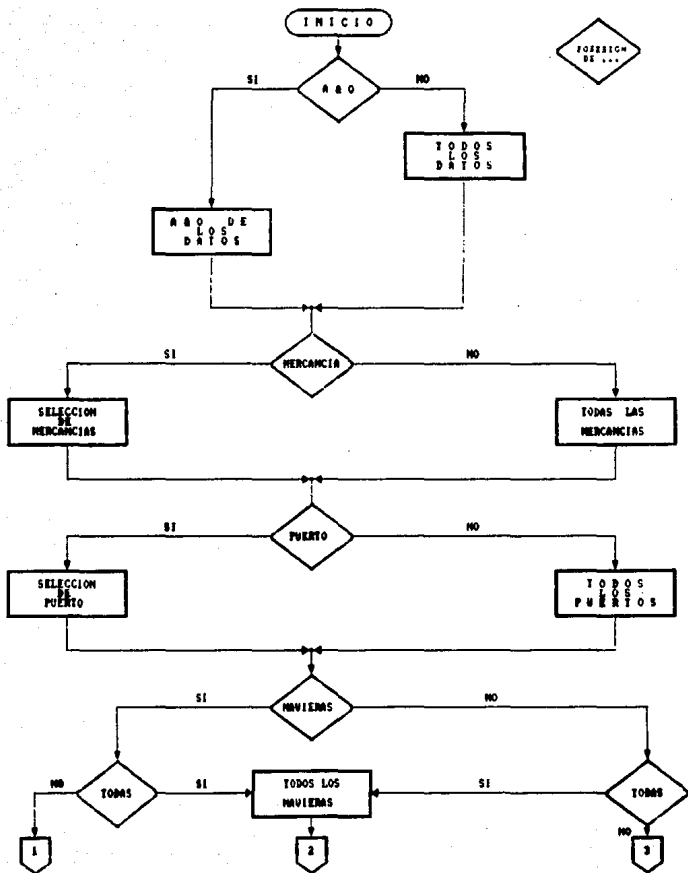 INICIO
POSESION
DE ...
SI
A&O
NO
TODOS
LOS
DATOS
A&O DE
LOS
DATOS
SI
MERCANCIA
NO
SELECCION
DE
MERCANCIAS
TODAS LAS
MERCANCIAS
SI
PUERTO
NO
SELECCION
DE
PUERTO
TODOS
LOS
PUERTOS
SI
NAVIERAS
NO
NO
TODAS
SI
TODOS LOS
NAVIERAS
SI
TODAS
NO
1
2
3